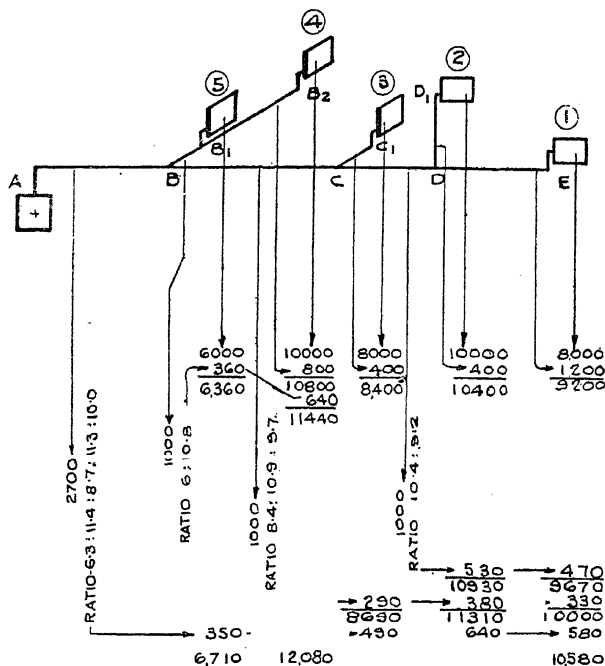 ④
⑤ ② ③
B2 D1 ①
B1 C1
A B C D E
+
6000 10000 8000 10000 8000
360 800 400 400 1200
6,360 10800 8,400 10400 9200
640
11440
2700
RATIO 6·3 : 11·4 : 8·7 : 11·3 : 10·0
1000
RATIO 6 : 10·8
1000
RATIO 8·4 : 10·9 : 9·7
1000
RATIO 10·4 : 9·2
530 470
10930 9670
290 380 330
8690 11310 10000
350 490 640 580
6,710 12,080 10580